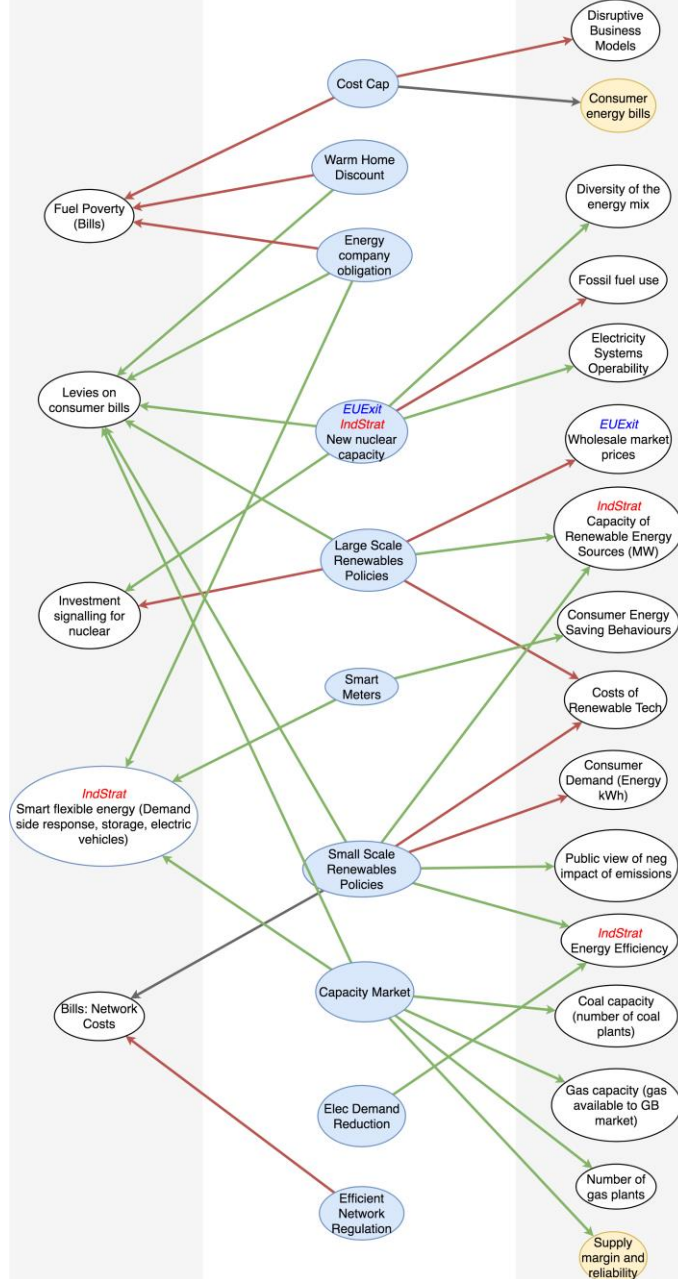 Disruptive
Business
Models
Cost Cap
Consumer
energy bills
Warm Home
Discount
Diversity of the
energy mix
Fuel Poverty
(Bills)
Energy
company
obligation
Fossil fuel use
Electricity
Systems
Operability
Levies on
consumer bills
EUExit
IndStrat
New nuclear
capacity
EUExit
Wholesale market
prices
IndStrat
Capacity of
Renewable Energy
Sources (MW)
Large Scale
Renewables
Policies
Investment
signalling for
nuclear
Consumer Energy
Saving Behaviours
Smart
Meters
Costs of
Renewable Tech
IndStrat
Smart flexible energy (Demand
side response, storage, electric
vehicles)
Consumer
Demand (Energy
kWh)
Small Scale
Renewables
Policies
Public view of neg
impact of emissions
IndStrat
Energy Efficiency
Capacity Market
Bills: Network
Costs
Coal capacity
(number of coal
plants)
Elec Demand
Reduction
Gas capacity (gas
available to GB
market)
Number of
gas plants
Efficient
Network
Regulation
Supply
margin and
reliability